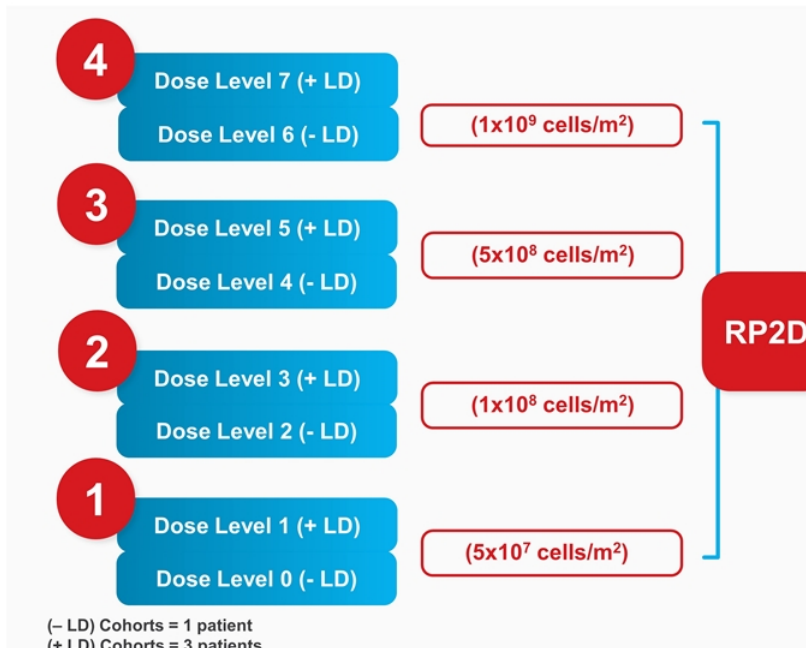 4
Dose Level 7 (+ LD)
Dose Level 6 (- LD)
(1x10⁹ cells/m²)
3
Dose Level 5 (+ LD)
Dose Level 4 (- LD)
(5x10⁸ cells/m²)
2
Dose Level 3 (+ LD)
Dose Level 2 (- LD)
(1x10⁸ cells/m²)
1
Dose Level 1 (+ LD)
Dose Level 0 (- LD)
(5x10⁷ cells/m²)
RP2D
(– LD) Cohorts = 1 patient
(+ LD) Cohorts = 3 patients